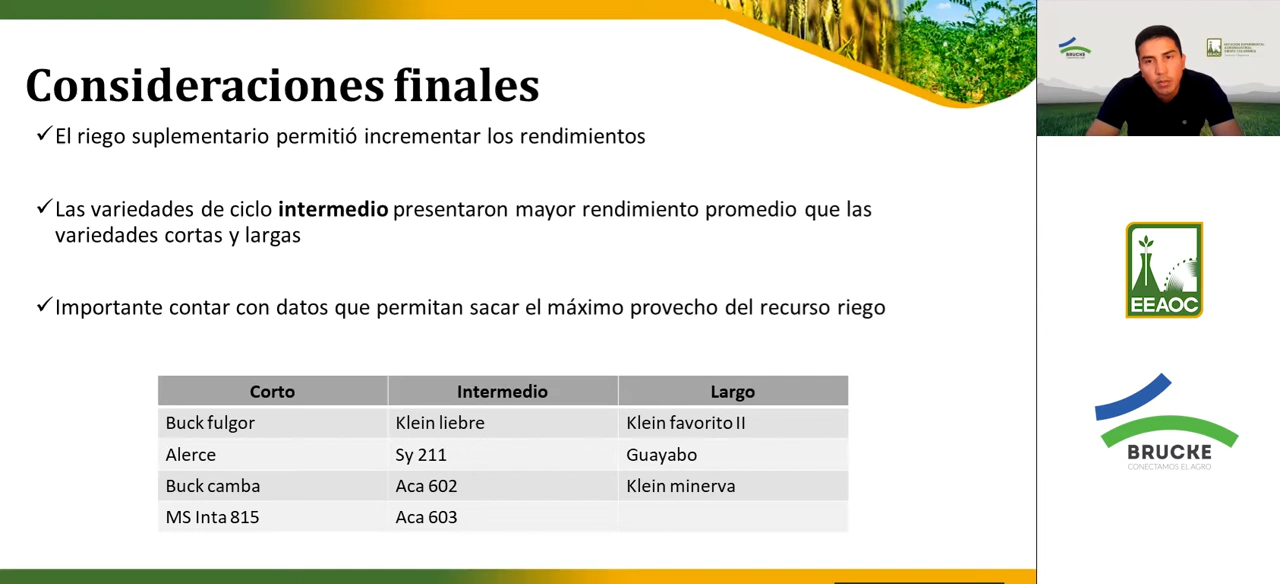 Consideraciones finales
✓El riego suplementario permitió incrementar los rendimientos
✓Las variedades de ciclo intermedio presentaron mayor rendimiento promedio que las
variedades cortas y largas
✓Importante contar con datos que permitan sacar el máximo provecho del recurso riego
Corto Intermedio Largo
Buck fulgor Klein liebre Klein favorito II
Alerce Sy 211 Guayabo
Buck camba Aca 602 Klein minerva
MS Inta 815 Aca 603
BRUCKE
EEAOC
BRUCKE
CONECTAMOS EL AGRO